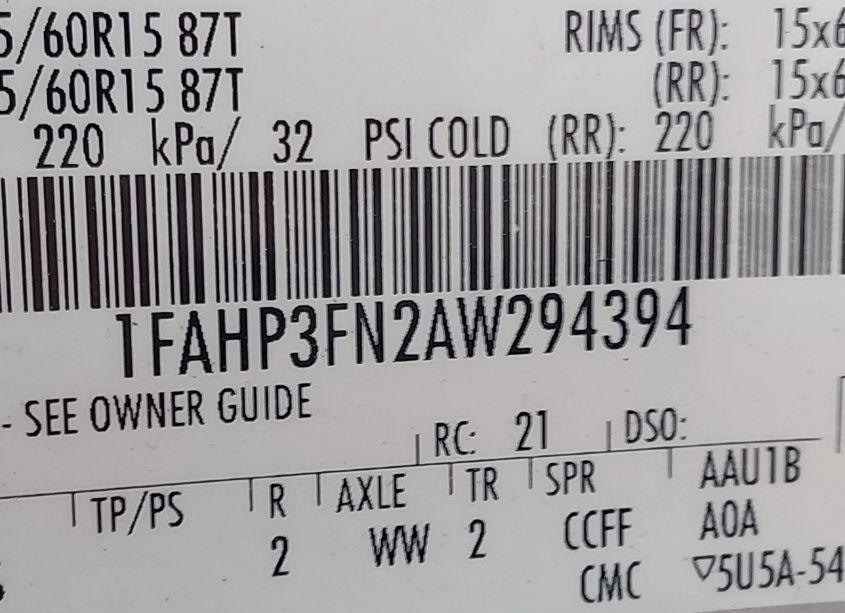 5/60R15 87T RIMS (FR): 15x6
5/60R15 87T (RR): 15x6
220 kPa/ 32 PSI COLD (RR): 220 kPa/
1FAHP3FN2AW294394
- SEE OWNER GUIDE
RC: 21 DSO:
TP/PS R AXLE TR SPR AAU1B
2 WW 2 CCFF A0A
CMC ▽5U5A-54